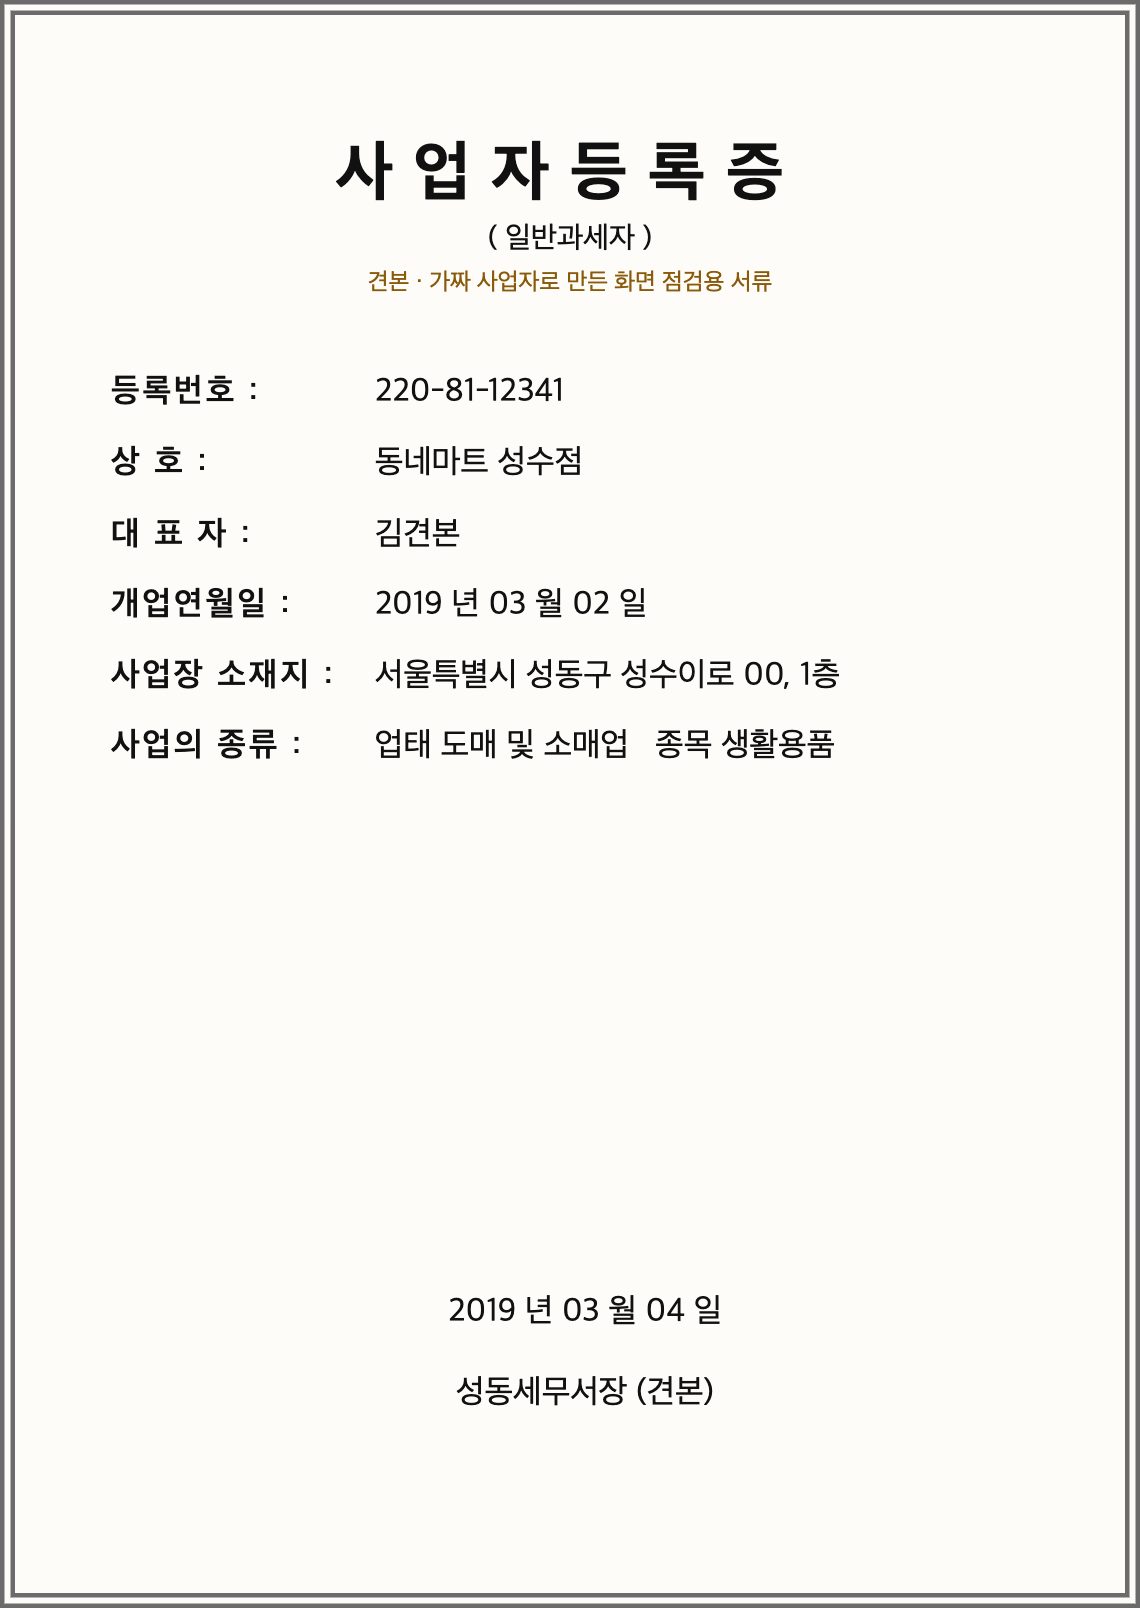 사업자등록증
( 일반과세자 )
견본 · 가짜 사업자로 만든 화면 점검용 서류
등록번호 : 220-81-12341
상 호 : 동네마트 성수점
대 표 자 : 김견본
개업연월일 : 2019 년 03 월 02 일
사업장 소재지 : 서울특별시 성동구 성수이로 00, 1층
사업의 종류 : 업태 도매 및 소매업 종목 생활용품
2019 년 03 월 04 일
성동세무서장 (견본)